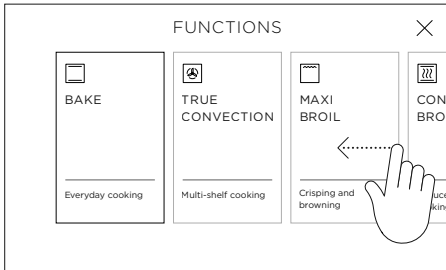 FUNCTIONS
BAKE
Everyday cooking
TRUE
CONVECTION
Multi-shelf cooking
MAXI
BROIL
Crisping and
browning
CON
BRO